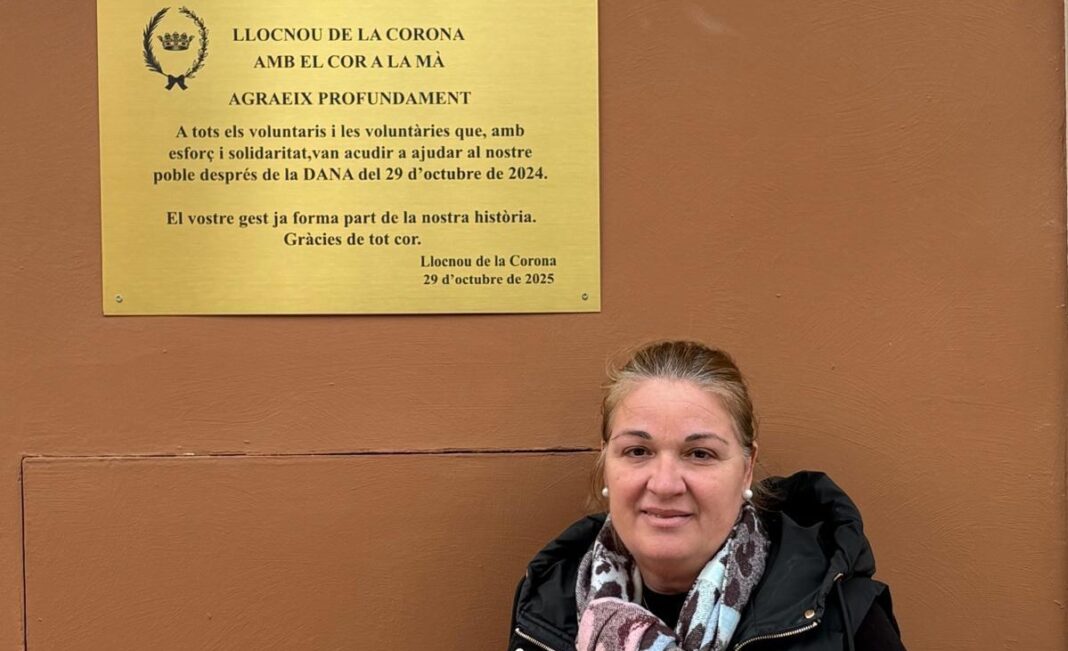 LLOCNOU DE LA CORONA
AMB EL COR A LA MÀ
AGRAEIX PROFUNDAMENT
A tots els voluntaris i les voluntàries que, amb
esforç i solidaritat,van acudir a ajudar al nostre
poble després de la DANA del 29 d’octubre de 2024.
El vostre gest ja forma part de la nostra història.
Gràcies de tot cor.
Llocnou de la Corona
29 d’octubre de 2025